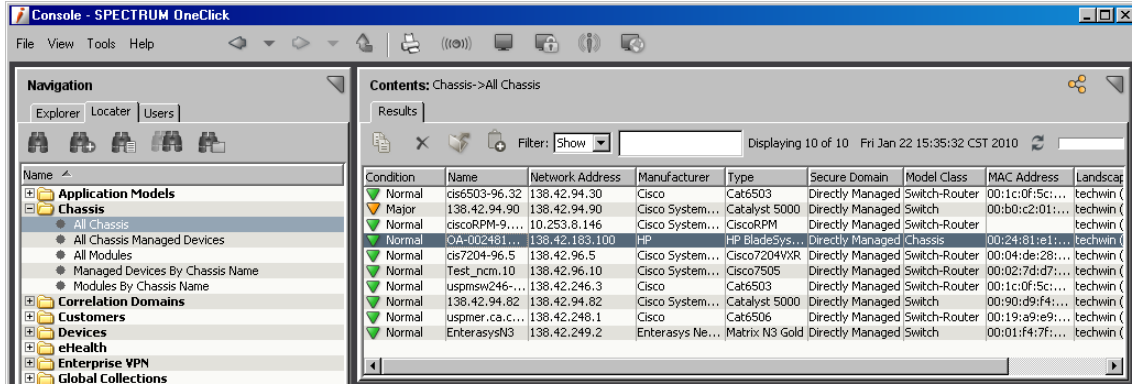 Console - SPECTRUM OneClick
File View Tools Help
Navigation
Explorer Locater Users
Name
Application Models
Chassis
All Chassis
All Chassis Managed Devices
All Modules
Managed Devices By Chassis Name
Modules By Chassis Name
Correlation Domains
Customers
Devices
eHealth
Enterprise VPN
Global Collections
Contents: Chassis->All Chassis
Results
Filter: Show Displaying 10 of 10 Fri Jan 22 15:35:32 CST 2010
Condition Name Network Address Manufacturer Type Secure Domain Model Class MAC Address Landscap
Normal cis6503-96.32 138.42.94.30 Cisco Cat6503 Directly Managed Switch-Router 00:1c:0f:5c:... techwin (
Major 138.42.94.90 138.42.94.90 Cisco System... Catalyst 5000 Directly Managed Switch 00:b0:c2:01:... techwin (
Normal ciscoRPM-9.... 10.253.8.146 Cisco System... CiscoRPM Directly Managed Switch-Router techwin (
Normal OA-002481... 138.42.183.100 HP HP BladeSys... Directly Managed Chassis 00:24:81:e1:... techwin (
Normal cis7204-96.5 138.42.96.5 Cisco System... Cisco7204VXR Directly Managed Switch-Router 00:04:de:28:... techwin (
Normal Test_ncm.10 138.42.96.10 Cisco System... Cisco7505 Directly Managed Switch-Router 00:02:7d:d7:... techwin (
Normal uspmsw246-... 138.42.246.3 Cisco Cat6503 Directly Managed Switch-Router 00:1c:0f:5c:... techwin (
Normal 138.42.94.82 138.42.94.82 Cisco System... Catalyst 5000 Directly Managed Switch 00:90:d9:f4:... techwin (
Normal uspmer.ca.c... 138.42.248.1 Cisco Cat6506 Directly Managed Switch-Router 00:19:a9:e9:... techwin (
Normal EnterasysN3 138.42.249.2 Enterasys Ne... Matrix N3 Gold Directly Managed Switch 00:01:f4:7f:... techwin (